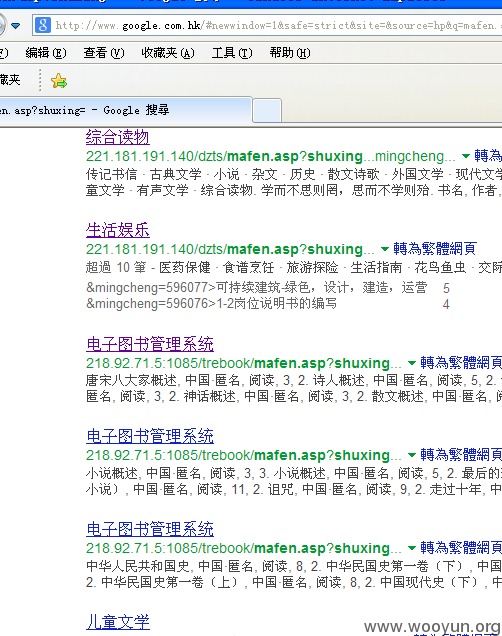 http://www.google.com.hk/#newwindow=1&safe=strict&site=&source=hp&q=mafen.
编辑(E) 查看(V) 收藏夹(A) 工具(T) 帮助(H)
藏夹
en.asp?shuxing= - Google 搜尋
综合读物
221.181.191.140/dzts/mafen.asp?shuxing...mingcheng... 轉為
传记书信 · 古典文学 · 小说 · 杂文 · 历史 · 散文诗歌 · 外国文学 · 现代文学
童文学 · 有声文学 · 综合读物. 学而不思则罔，思而不学则殆. 书名, 作者,
生活娱乐
221.181.191.140/dzts/mafen.asp?shuxing... 轉為繁體網頁
超過 10 筆 - 医药保健 · 食谱烹饪 · 旅游探险 · 生活指南 · 花鸟鱼虫 · 交际
&mingcheng=596077>可持续建筑-绿色，设计，建造，运营 5
&mingcheng=596076>1-2岗位说明书的编写 4
电子图书管理系统
218.92.71.5:1085/trebook/mafen.asp?shuxing... 轉為繁體網頁
唐宋八大家概述, 中国·匿名, 阅读, 3, 2. 诗人概述, 中国·匿名, 阅读, 5, 2.
匿名, 阅读, 3, 2. 神话概述, 中国·匿名, 阅读, 3, 2. 散文概述, 中国·匿名,
电子图书管理系统
218.92.71.5:1085/trebook/mafen.asp?shuxing... 轉為繁體網頁
小说概述, 中国·匿名, 阅读, 3, 3. 小说概述, 中国·匿名, 阅读, 5, 2. 最后的
小说），中国·匿名, 阅读, 11, 2. 诅咒, 中国·匿名, 阅读, 9, 2. 走过十年, 中
电子图书管理系统
218.92.71.5:1085/trebook/mafen.asp?shuxing... 轉為繁體網頁
中华人民共和国史, 中国·匿名, 阅读, 8, 2. 中华民国史第一卷（下）, 中国
2. 中华民国史第一卷（上）, 中国·匿名, 阅读, 8, 2. 中国现代史（下）, 中
儿童文学
www.wooyun.org